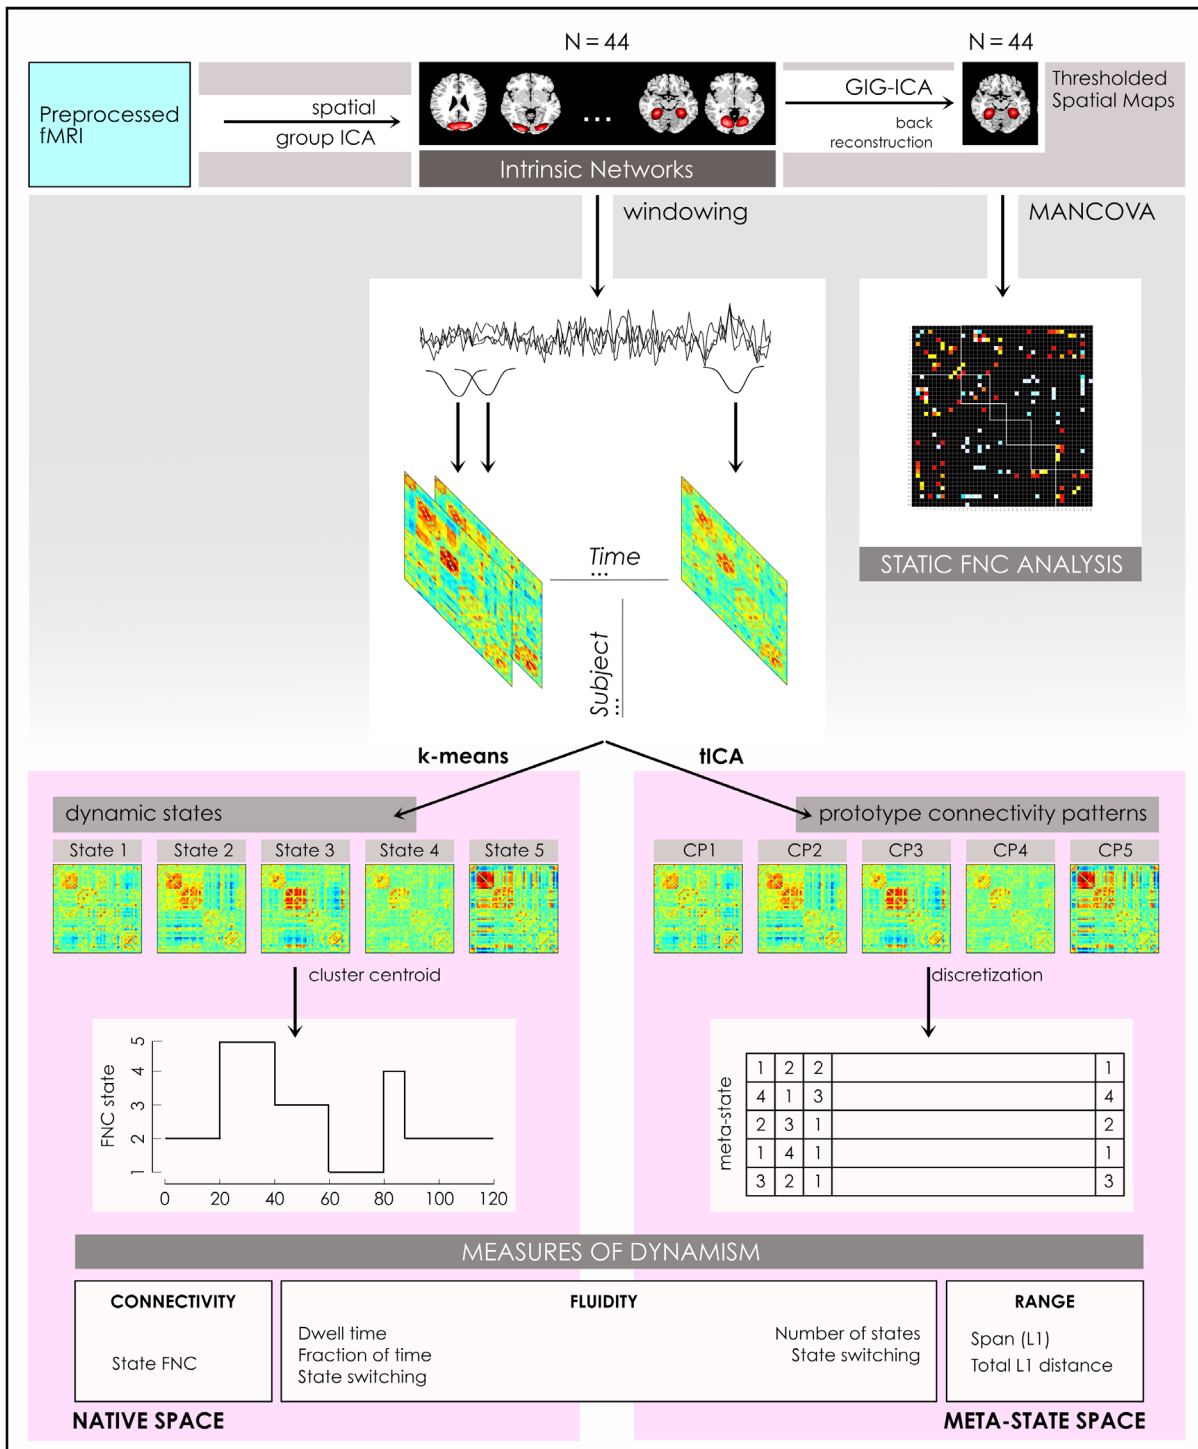 N = 44
N = 44
Preprocessed
fMRI
spatial
group ICA
...
GIG-ICA
back
reconstruction
Thresholded
Spatial Maps
Intrinsic Networks
windowing
MANCOVA
Time
...
Subject
...
STATIC FNC ANALYSIS
k-means
tICA
dynamic states
prototype connectivity patterns
State 1
State 2
State 3
State 4
State 5
CP1
CP2
CP3
CP4
CP5
cluster centroid
discretization
FNC state
5
4
3
2
1
0
20
40
60
80
100
120
meta-state
1 2 2 1
4 1 3 4
2 3 1 2
1 4 1 1
3 2 1 3
MEASURES OF DYNAMISM
CONNECTIVITY
State FNC
FLUIDITY
Dwell time
Fraction of time
State switching
Number of states
State switching
RANGE
Span (L1)
Total L1 distance
NATIVE SPACE
META-STATE SPACE